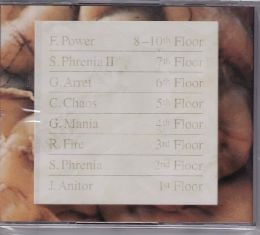 F. Power 8–10th Floor
S. Phrenia II 7th Floor
G. Arret 6th Floor
C. Chaos 5th Floor
G. Mania 4th Floor
R. Fire 3rd Floor
S. Phrenia 2nd Floor
J. Anitor 1st Floor